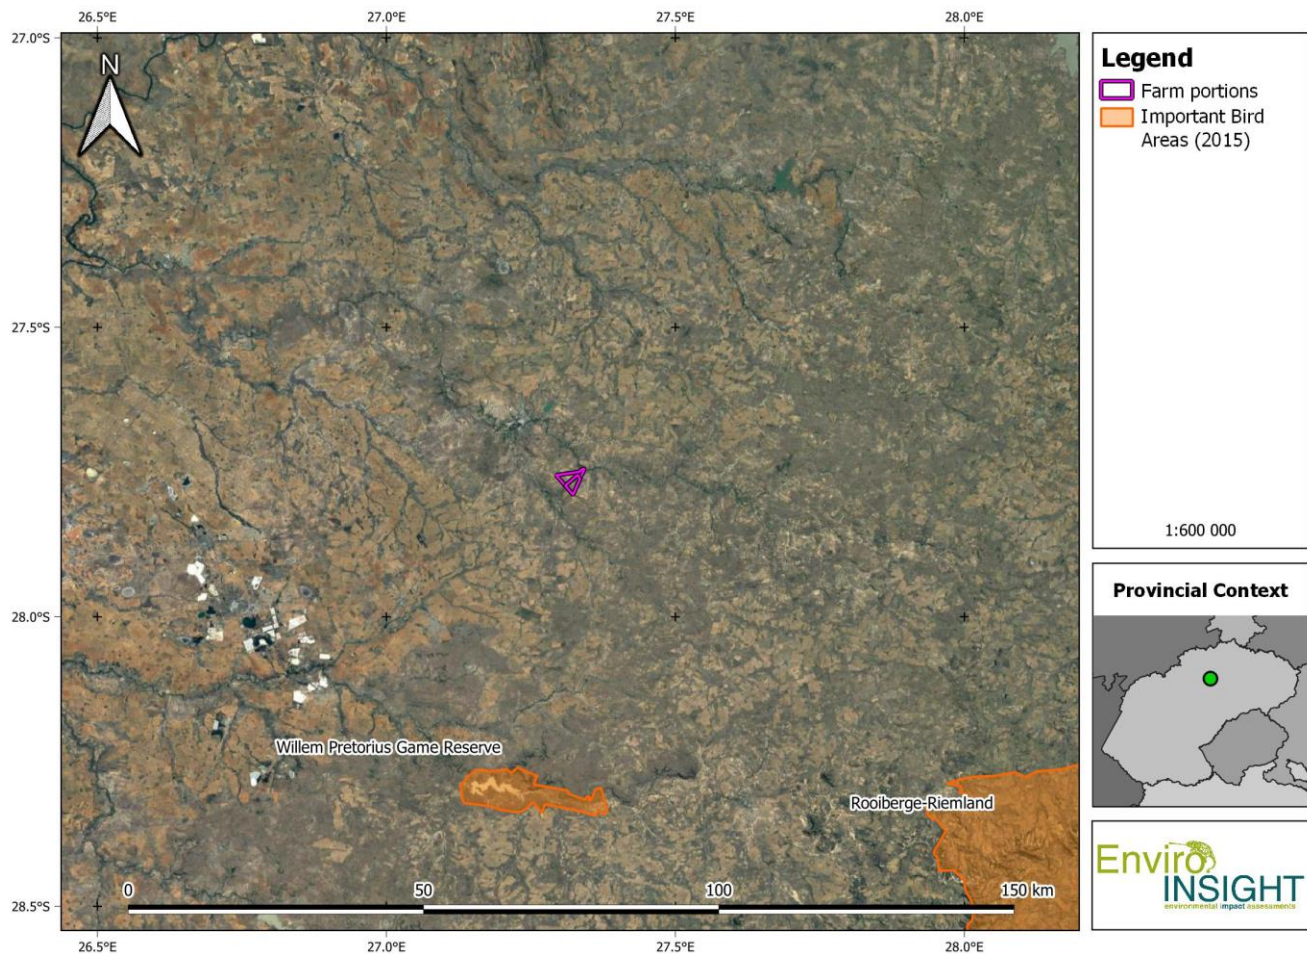 26.5°E 27.0°E 27.5°E 28.0°E
27.0°S
N
27.5°S
28.0°S
28.5°S
Willem Pretorius Game Reserve
Rooiberge-Riemland
0 50 100 150 km
26.5°E 27.0°E 27.5°E 28.0°E
Legend
Farm portions
Important Bird
Areas (2015)
1:600 000
Provincial Context
Enviro
INSIGHT
environmental impact assessments